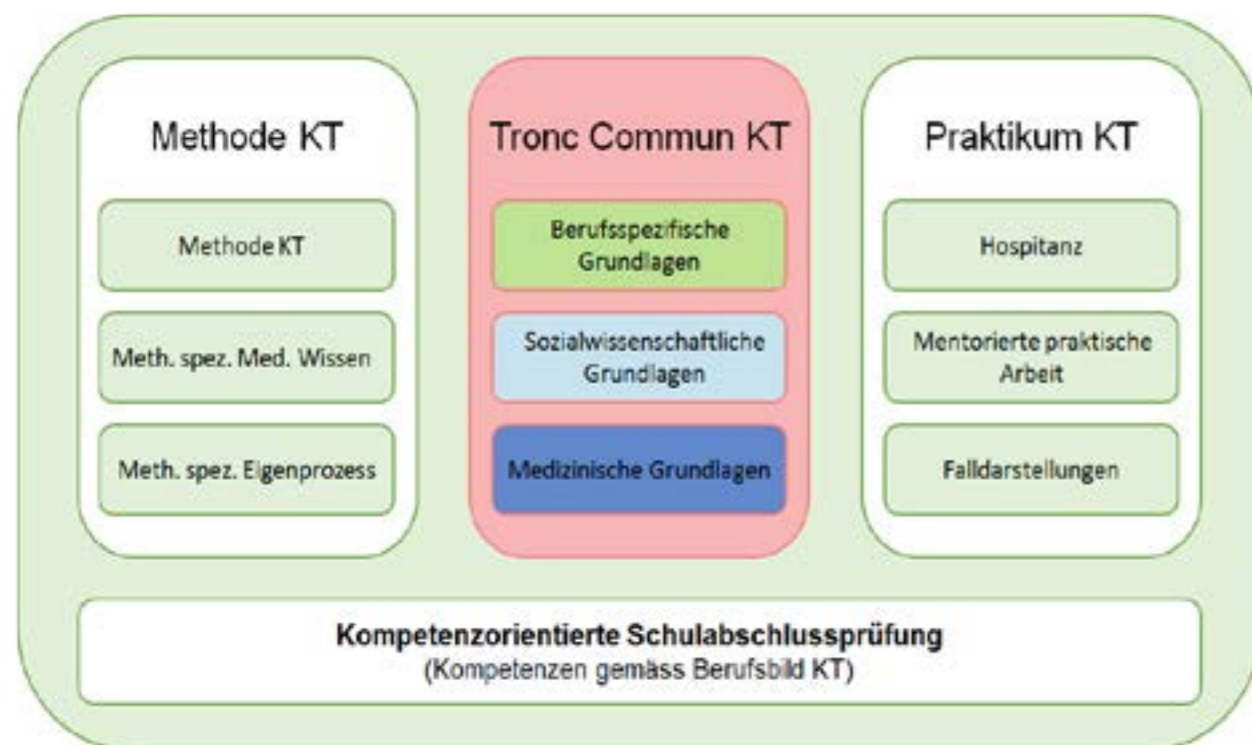 Methode KT
Methode KT
Meth. spez. Med. Wissen
Meth. spez. Eigenprozess
Tronc Commun KT
Berufsspezifische
Grundlagen
Sozialwissenschaftliche
Grundlagen
Medizinische Grundlagen
Praktikum KT
Hospitanz
Mentorierte praktische
Arbeit
Falldarstellungen
Kompetenzorientierte Schulabschlussprüfung
(Kompetenzen gemäss Berufsbild KT)